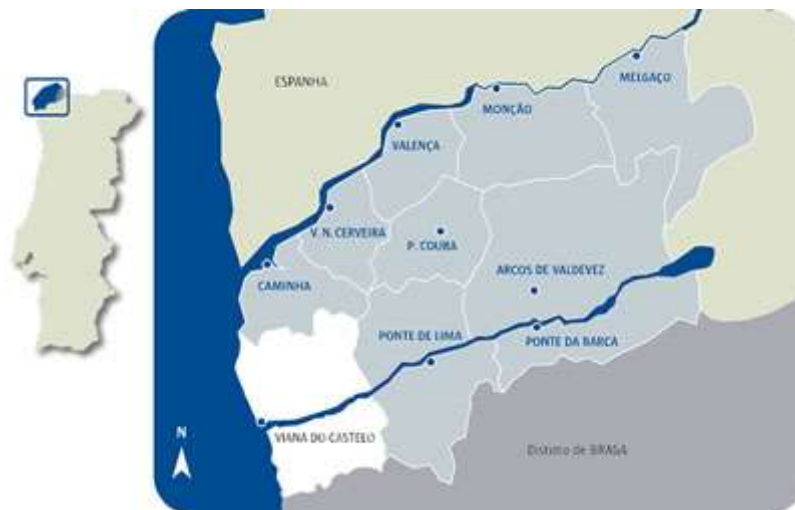 ESPANHA
MELGAÇO
MONÇÃO
VALENÇA
V. N. CERVEIRA
P. COURA
ARCOS DE VALDEVEZ
CAMINHA
PONTE DE LIMA
PONTE DA BARCA
N
VIANA DO CASTELO
Distrito de BRAGA